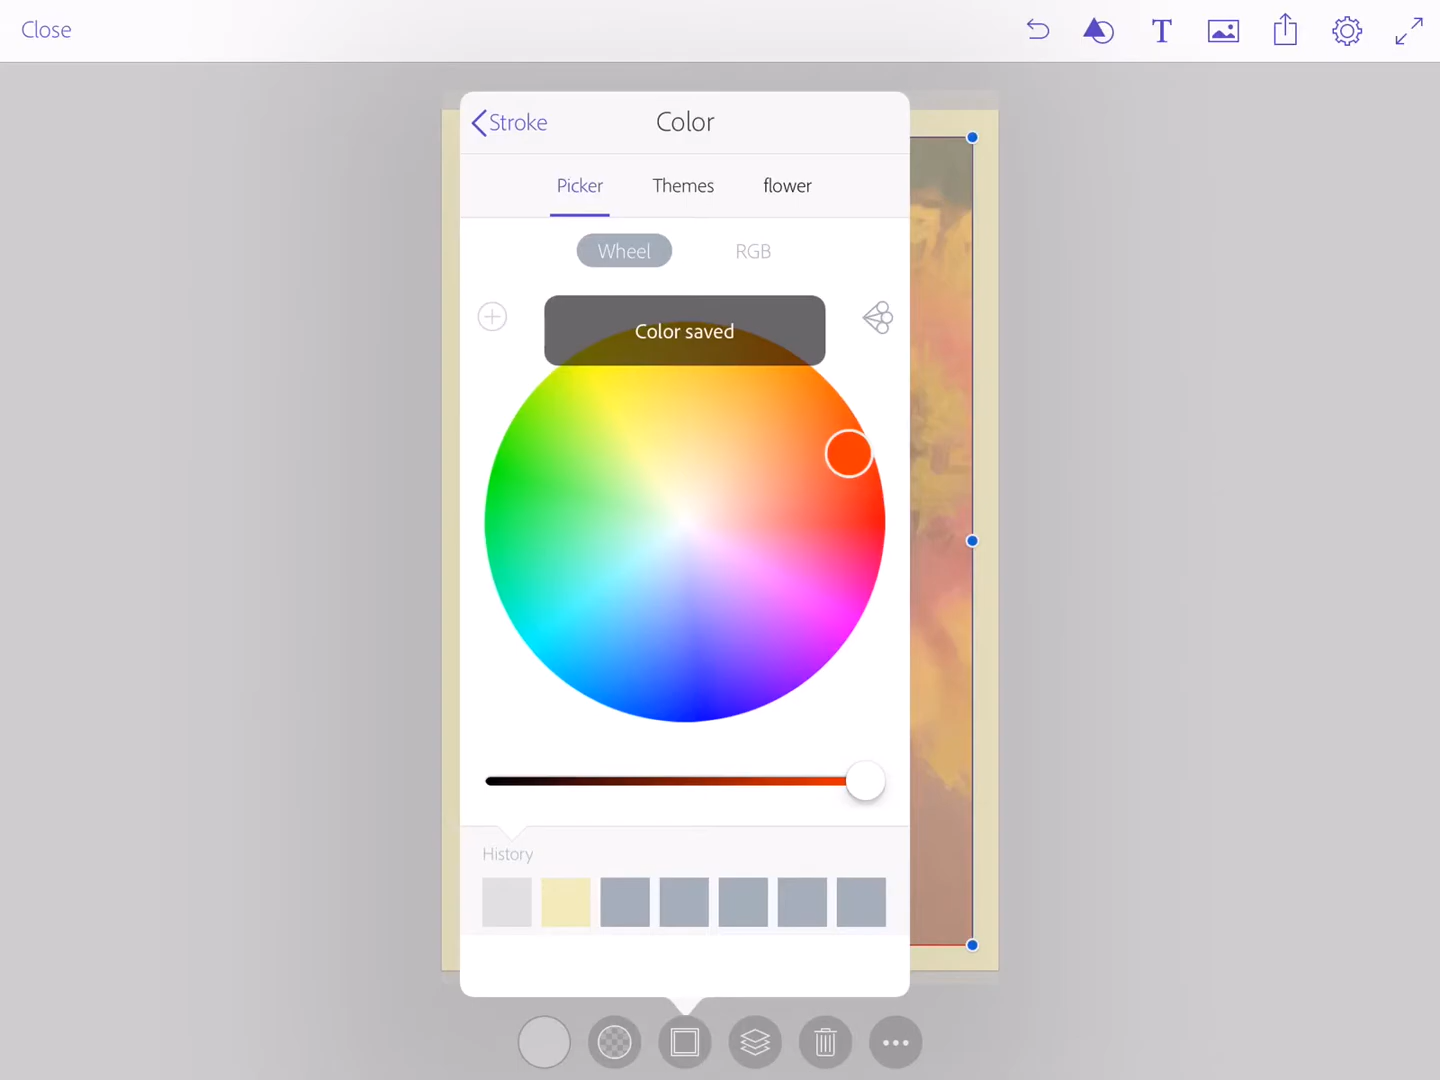 Close
T
Stroke
Color
Picker
Themes
flower
Wheel
RGB
Color saved
History